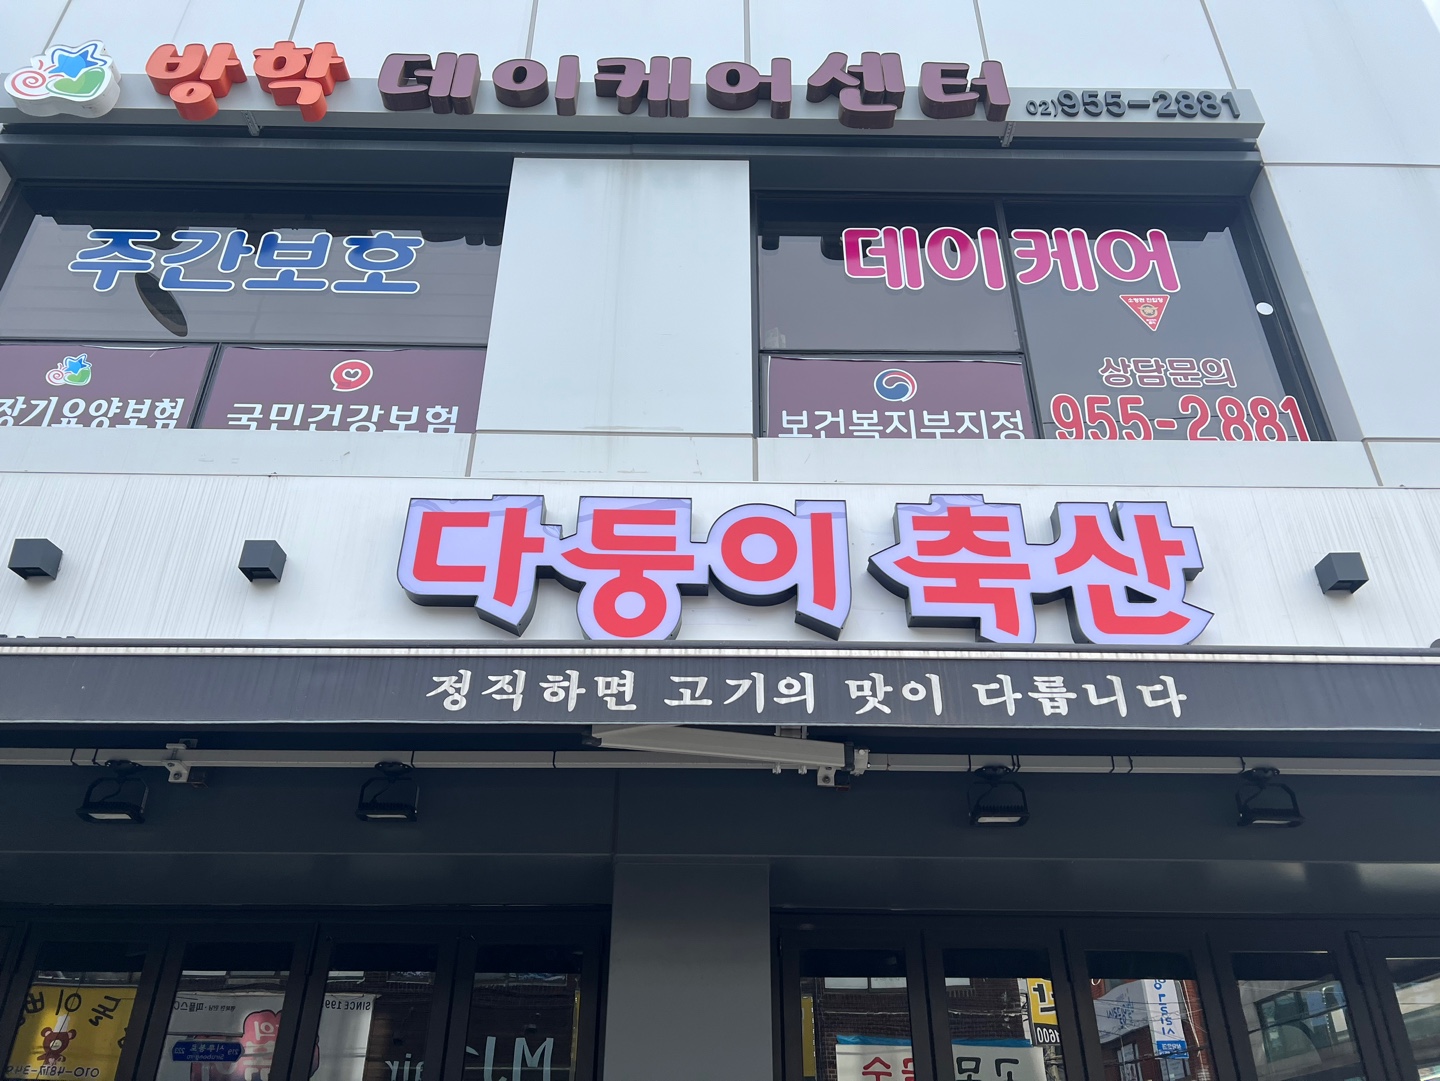 방학 데이케어센터 02)955-2881
주간보호
데이케어
상담문의
955-2881
장기요양보험
국민건강보험
보건복지부지정
다둥이 축산
정직하면 고기의 맛이 다릅니다
SINCE 199